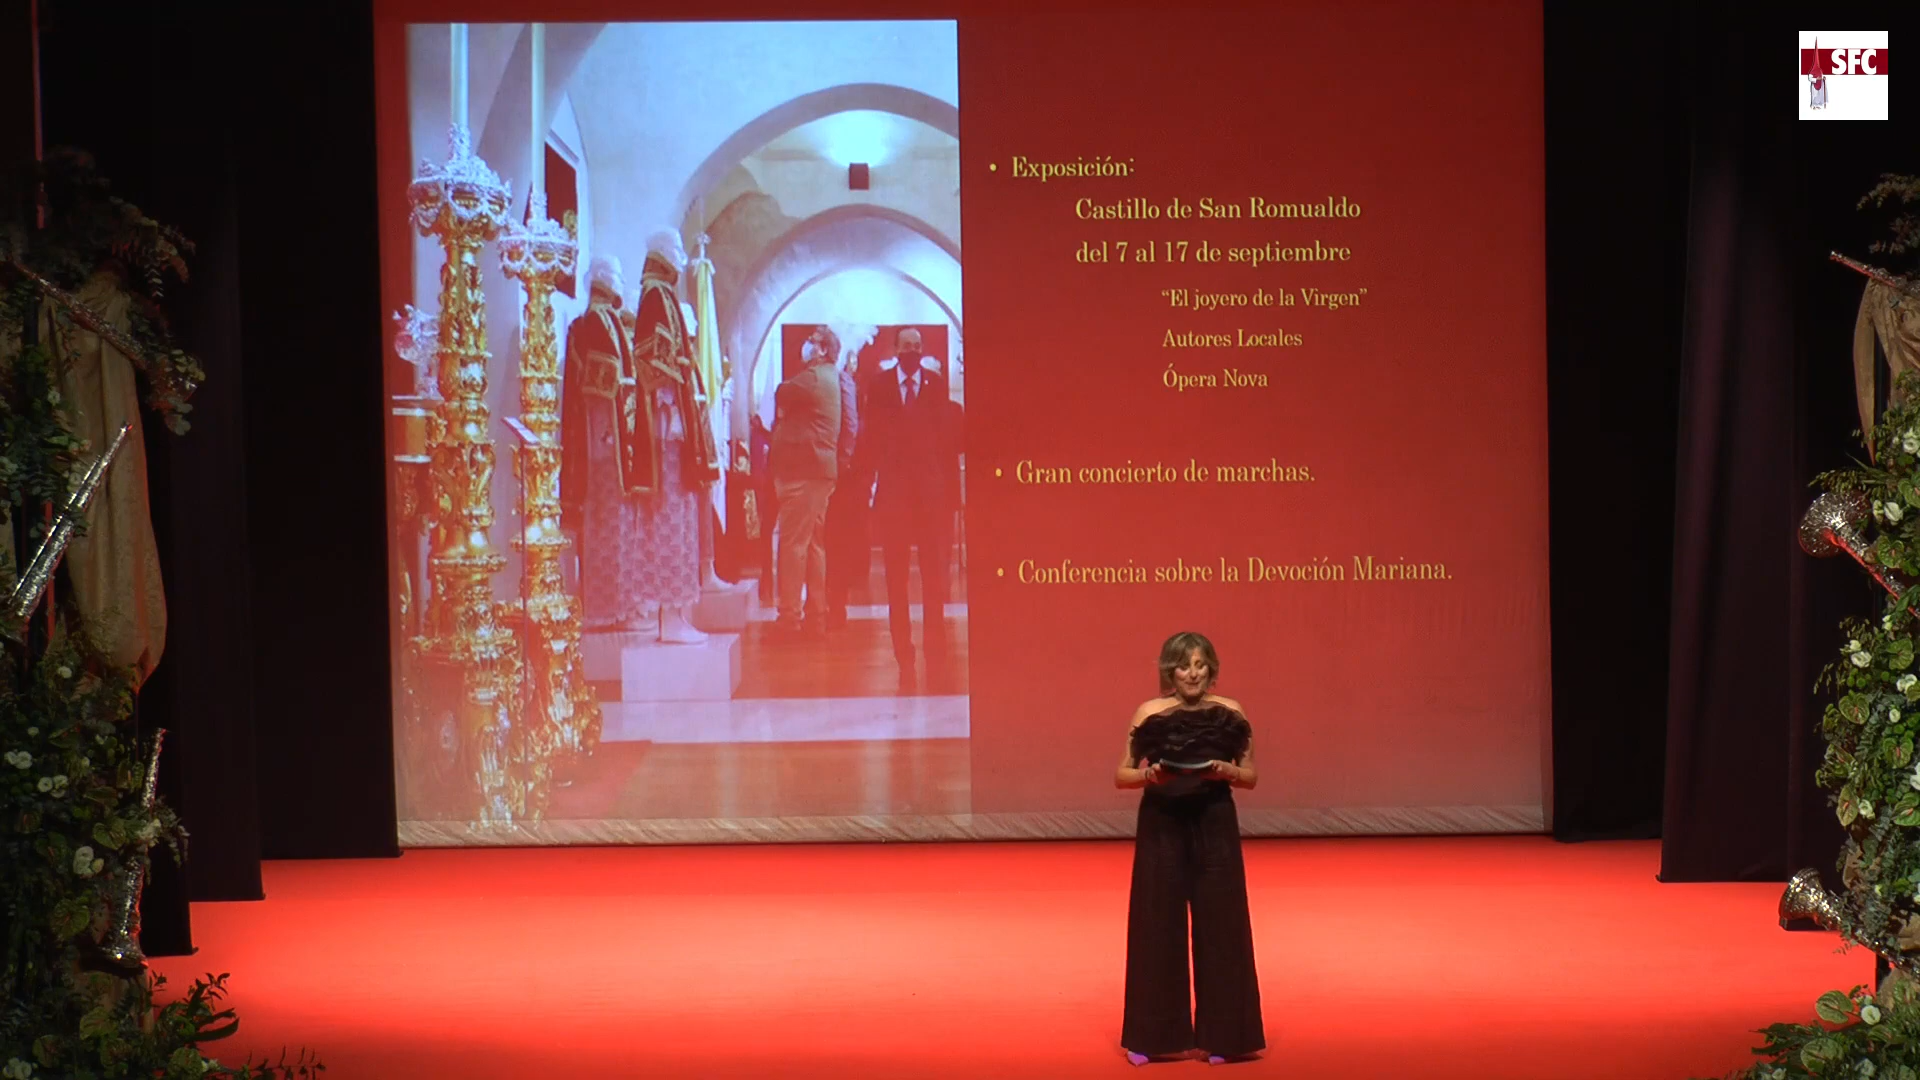 SFC
• Exposición:
Castillo de San Romualdo
del 7 al 17 de septiembre
“El joyero de la Virgen”
Autores Locales
Ópera Nova
• Gran concierto de marchas.
• Conferencia sobre la Devoción Mariana.